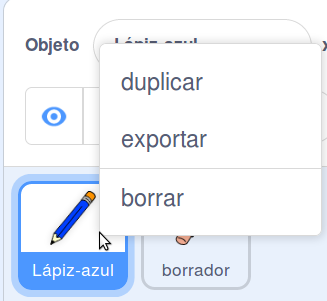 Objeto
Lápiz-azul
duplicar
exportar
borrar
Lápiz-azul
borrador